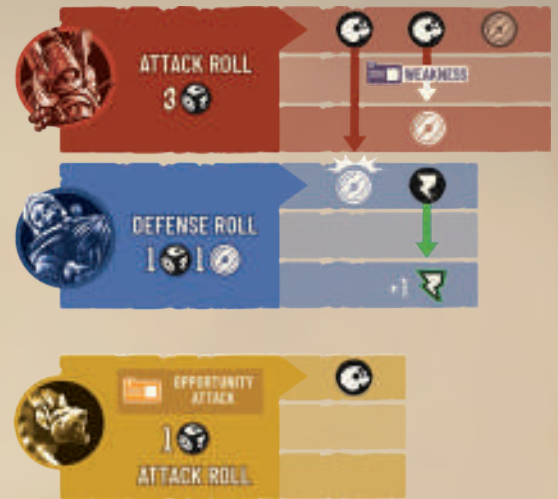 ATTACK ROLL
3
WEAKNESS
DEFENSE ROLL
1 1
+1
OPPORTUNITY
ATTACK
1
ATTACK ROLL